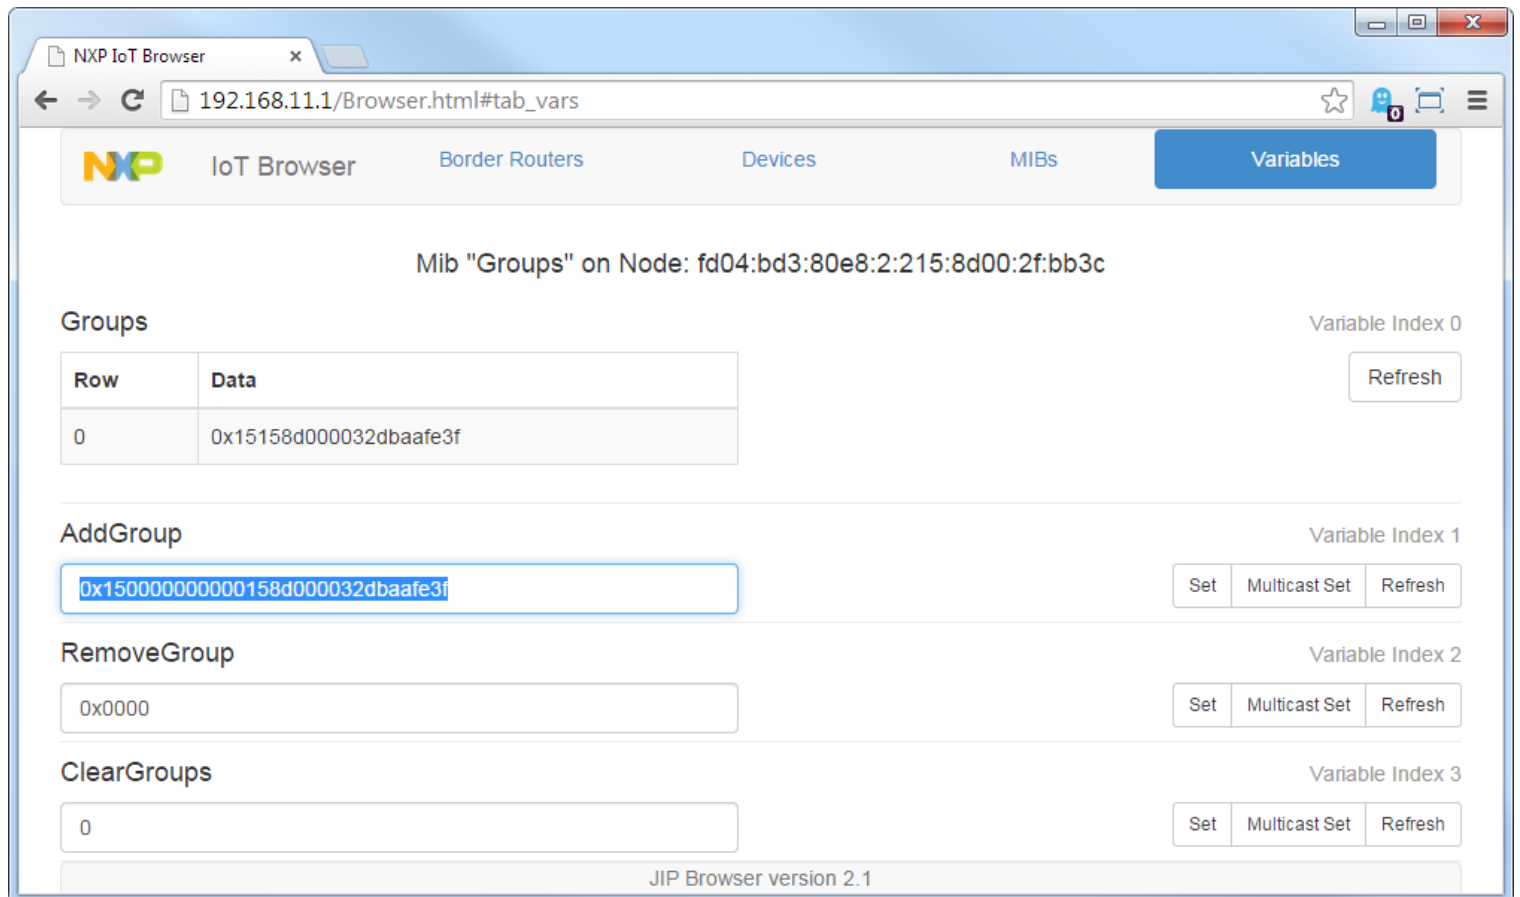 NXP IoT Browser
192.168.11.1/Browser.html#tab_vars
0
NXP IoT Browser Border Routers Devices MIBs Variables
Mib "Groups" on Node: fd04:bd3:80e8:2:215:8d00:2f:bb3c
Groups Variable Index 0
Row Data Refresh
0 0x15158d000032dbaafe3f
AddGroup Variable Index 1
0x150000000000158d000032dbaafe3f Set Multicast Set Refresh
RemoveGroup Variable Index 2
0x0000 Set Multicast Set Refresh
ClearGroups Variable Index 3
0 Set Multicast Set Refresh
JIP Browser version 2.1